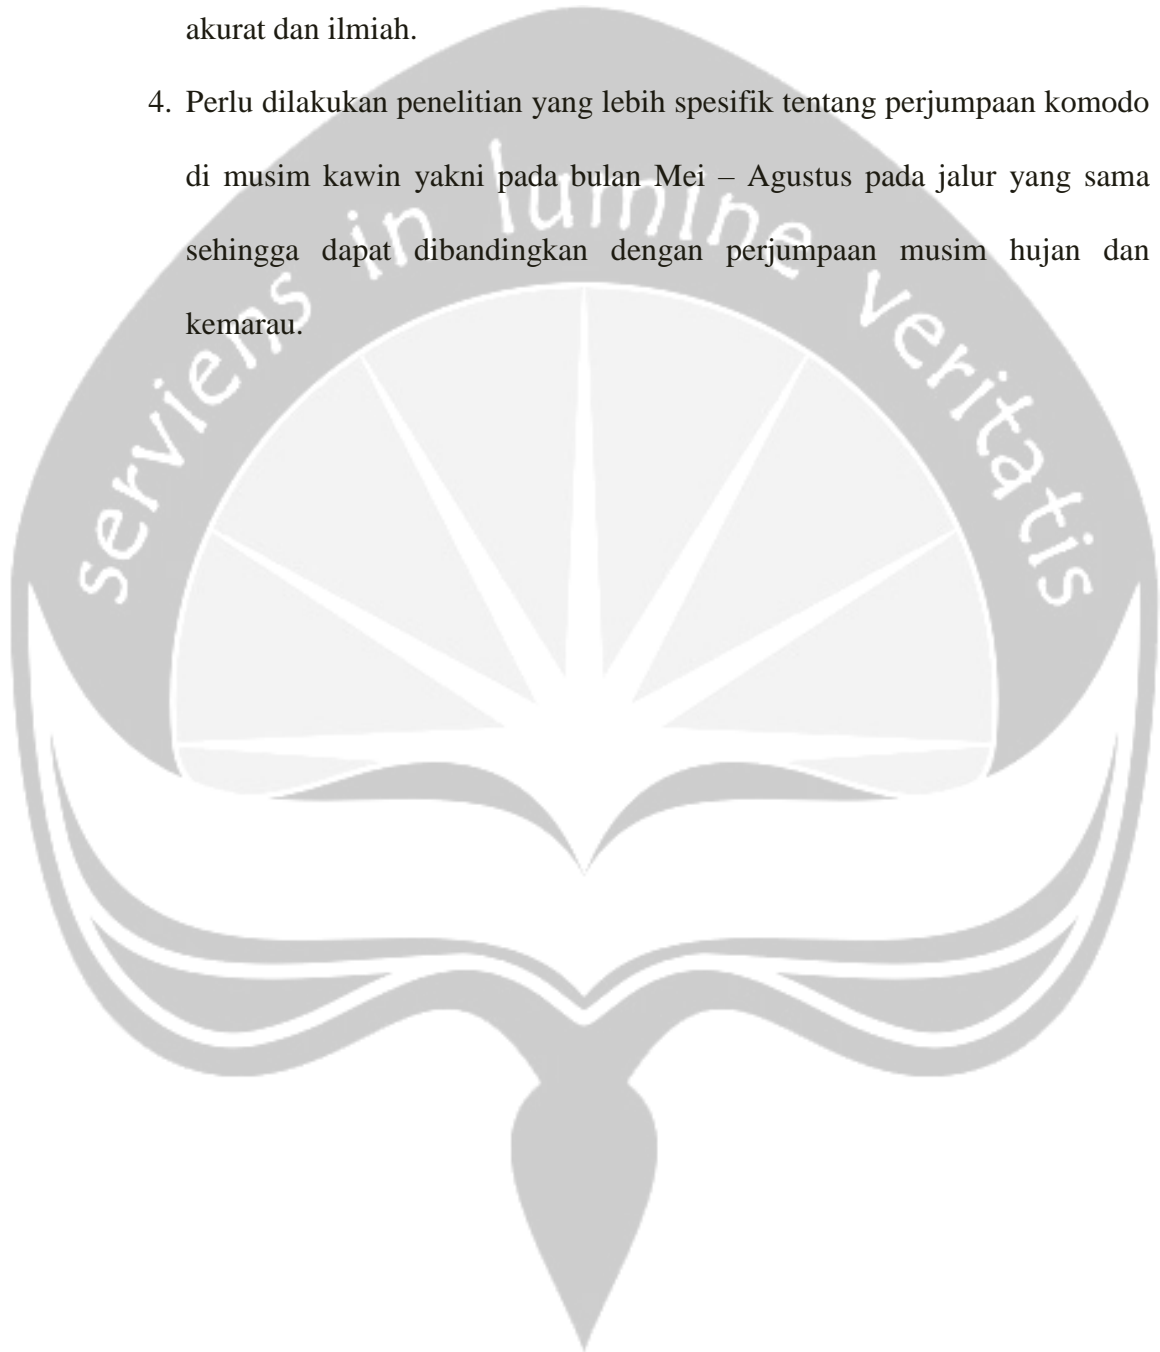 akurat dan ilmiah.
4. Perlu dilakukan penelitian yang lebih spesifik tentang perjumpaan komodo
di musim kawin yakni pada bulan Mei – Agustus pada jalur yang sama
sehingga dapat dibandingkan dengan perjumpaan musim hujan dan
kemarau.
serviens in lumine veritatis